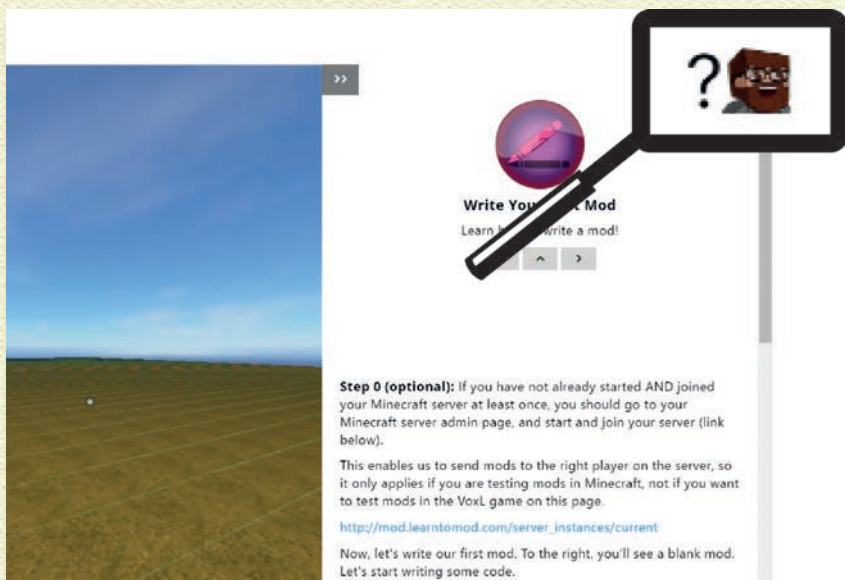 ?
>>
Write You Mod
Learn write a mod!
^ >
Step 0 (optional): If you have not already started AND joined
your Minecraft server at least once, you should go to your
Minecraft server admin page, and start and join your server (link
below).
This enables us to send mods to the right player on the server, so
it only applies if you are testing mods in Minecraft, not if you want
to test mods in the VoxL game on this page.
http://mod.learntomod.com/server_instances/current
Now, let's write our first mod. To the right, you'll see a blank mod.
Let's start writing some code.